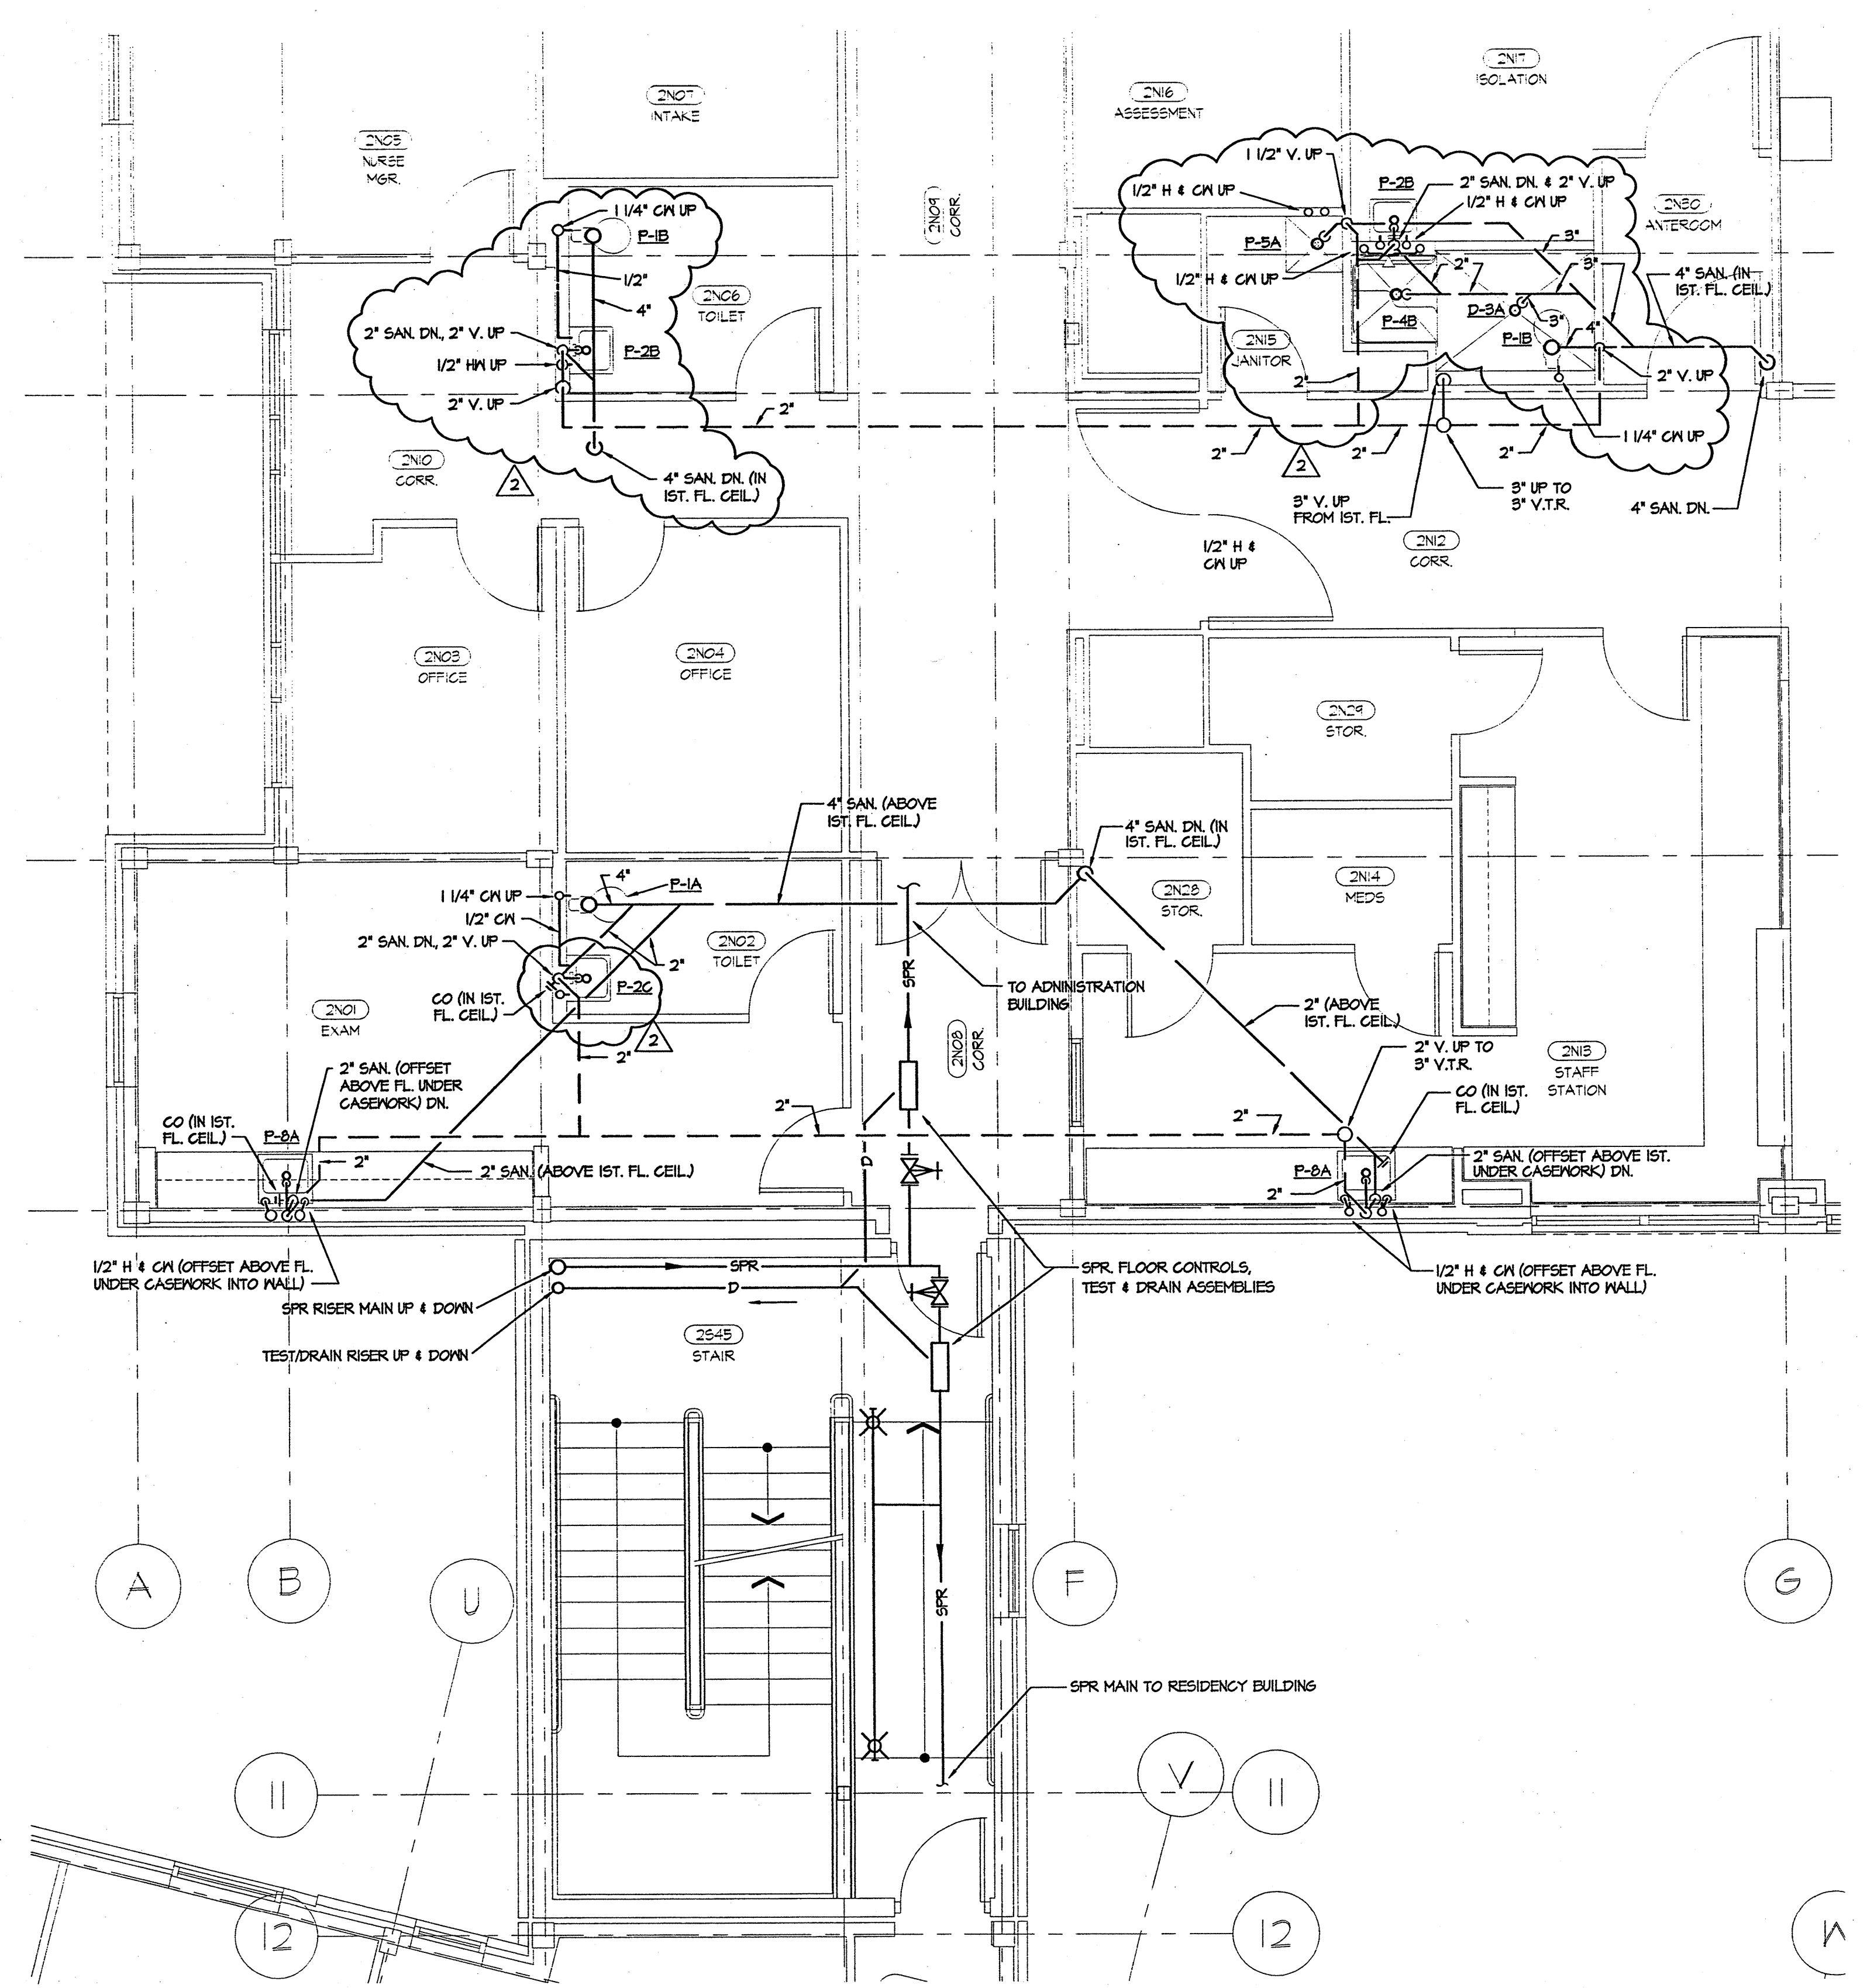 2N17
ISOLATION
2N07
INTAKE
2N16
ASSESSMENT
2N05
NURSE
MGR.
1 1/2" V. UP
1/2" H & CW UP
P-2B
2" SAN. DN. & 2" V. UP
1/2" H & CW UP
2N30
ANTEROOM
2N09
CORR.
1 1/4" CW UP
P-1B
P-5A
3"
1/2" H & CW UP
2"
3"
4" SAN. (IN
1ST. FL. CEIL.)
1/2"
4"
2N06
TOILET
2" SAN. DN., 2" V. UP
P-2B
1/2" HW UP
2" V. UP
P-4B
D-3A
3"
4"
P-1B
2N15
JANITOR
2"
2" V. UP
2"
2"
2
2"
2"
1 1/4" CW UP
2N10
CORR.
2
4" SAN. DN. (IN
1ST. FL. CEIL.)
3" V. UP
FROM 1ST. FL.
3" UP TO
3" V.T.R.
4" SAN. DN.
1/2" H &
CW UP
2N12
CORR.
2N03
OFFICE
2N04
OFFICE
2N29
STOR.
4" SAN. (ABOVE
1ST. FL. CEIL.)
4" SAN. DN. (IN
1ST. FL. CEIL.)
1 1/4" CW UP
4"
P-1A
1/2" CW
2N28
STOR.
2N14
MEDS
2" SAN. DN., 2" V. UP
2N02
TOILET
2"
SPR
TO ADNINISTRATION
BUILDING
CO (IN 1ST.
FL. CEIL.)
P-2C
2N01
EXAM
2
2"
2N08
CORR.
2" (ABOVE
1ST. FL. CEIL.)
2" V. UP TO
3" V.T.R.
2N13
STAFF
STATION
2" SAN. (OFFSET
ABOVE FL. UNDER
CASEWORK) DN.
CO (IN 1ST.
FL. CEIL.)
CO (IN 1ST.
FL. CEIL.)
P-8A
2"
2"
2"
2" SAN. (ABOVE 1ST. FL. CEIL.)
D
P-8A
2"
2" SAN. (OFFSET ABOVE 1ST.
UNDER CASEWORK) DN.
1/2" H & CW (OFFSET ABOVE FL.
UNDER CASEWORK INTO WALL)
SPR
D
SPR. FLOOR CONTROLS,
TEST & DRAIN ASSEMBLIES
1/2" H & CW (OFFSET ABOVE FL.
UNDER CASEWORK INTO WALL)
SPR RISER MAIN UP & DOWN
TEST/DRAIN RISER UP & DOWN
2S45
STAIR
A
B
U
F
G
SPR
SPR MAIN TO RESIDENCY BUILDING
11
V
11
12
12